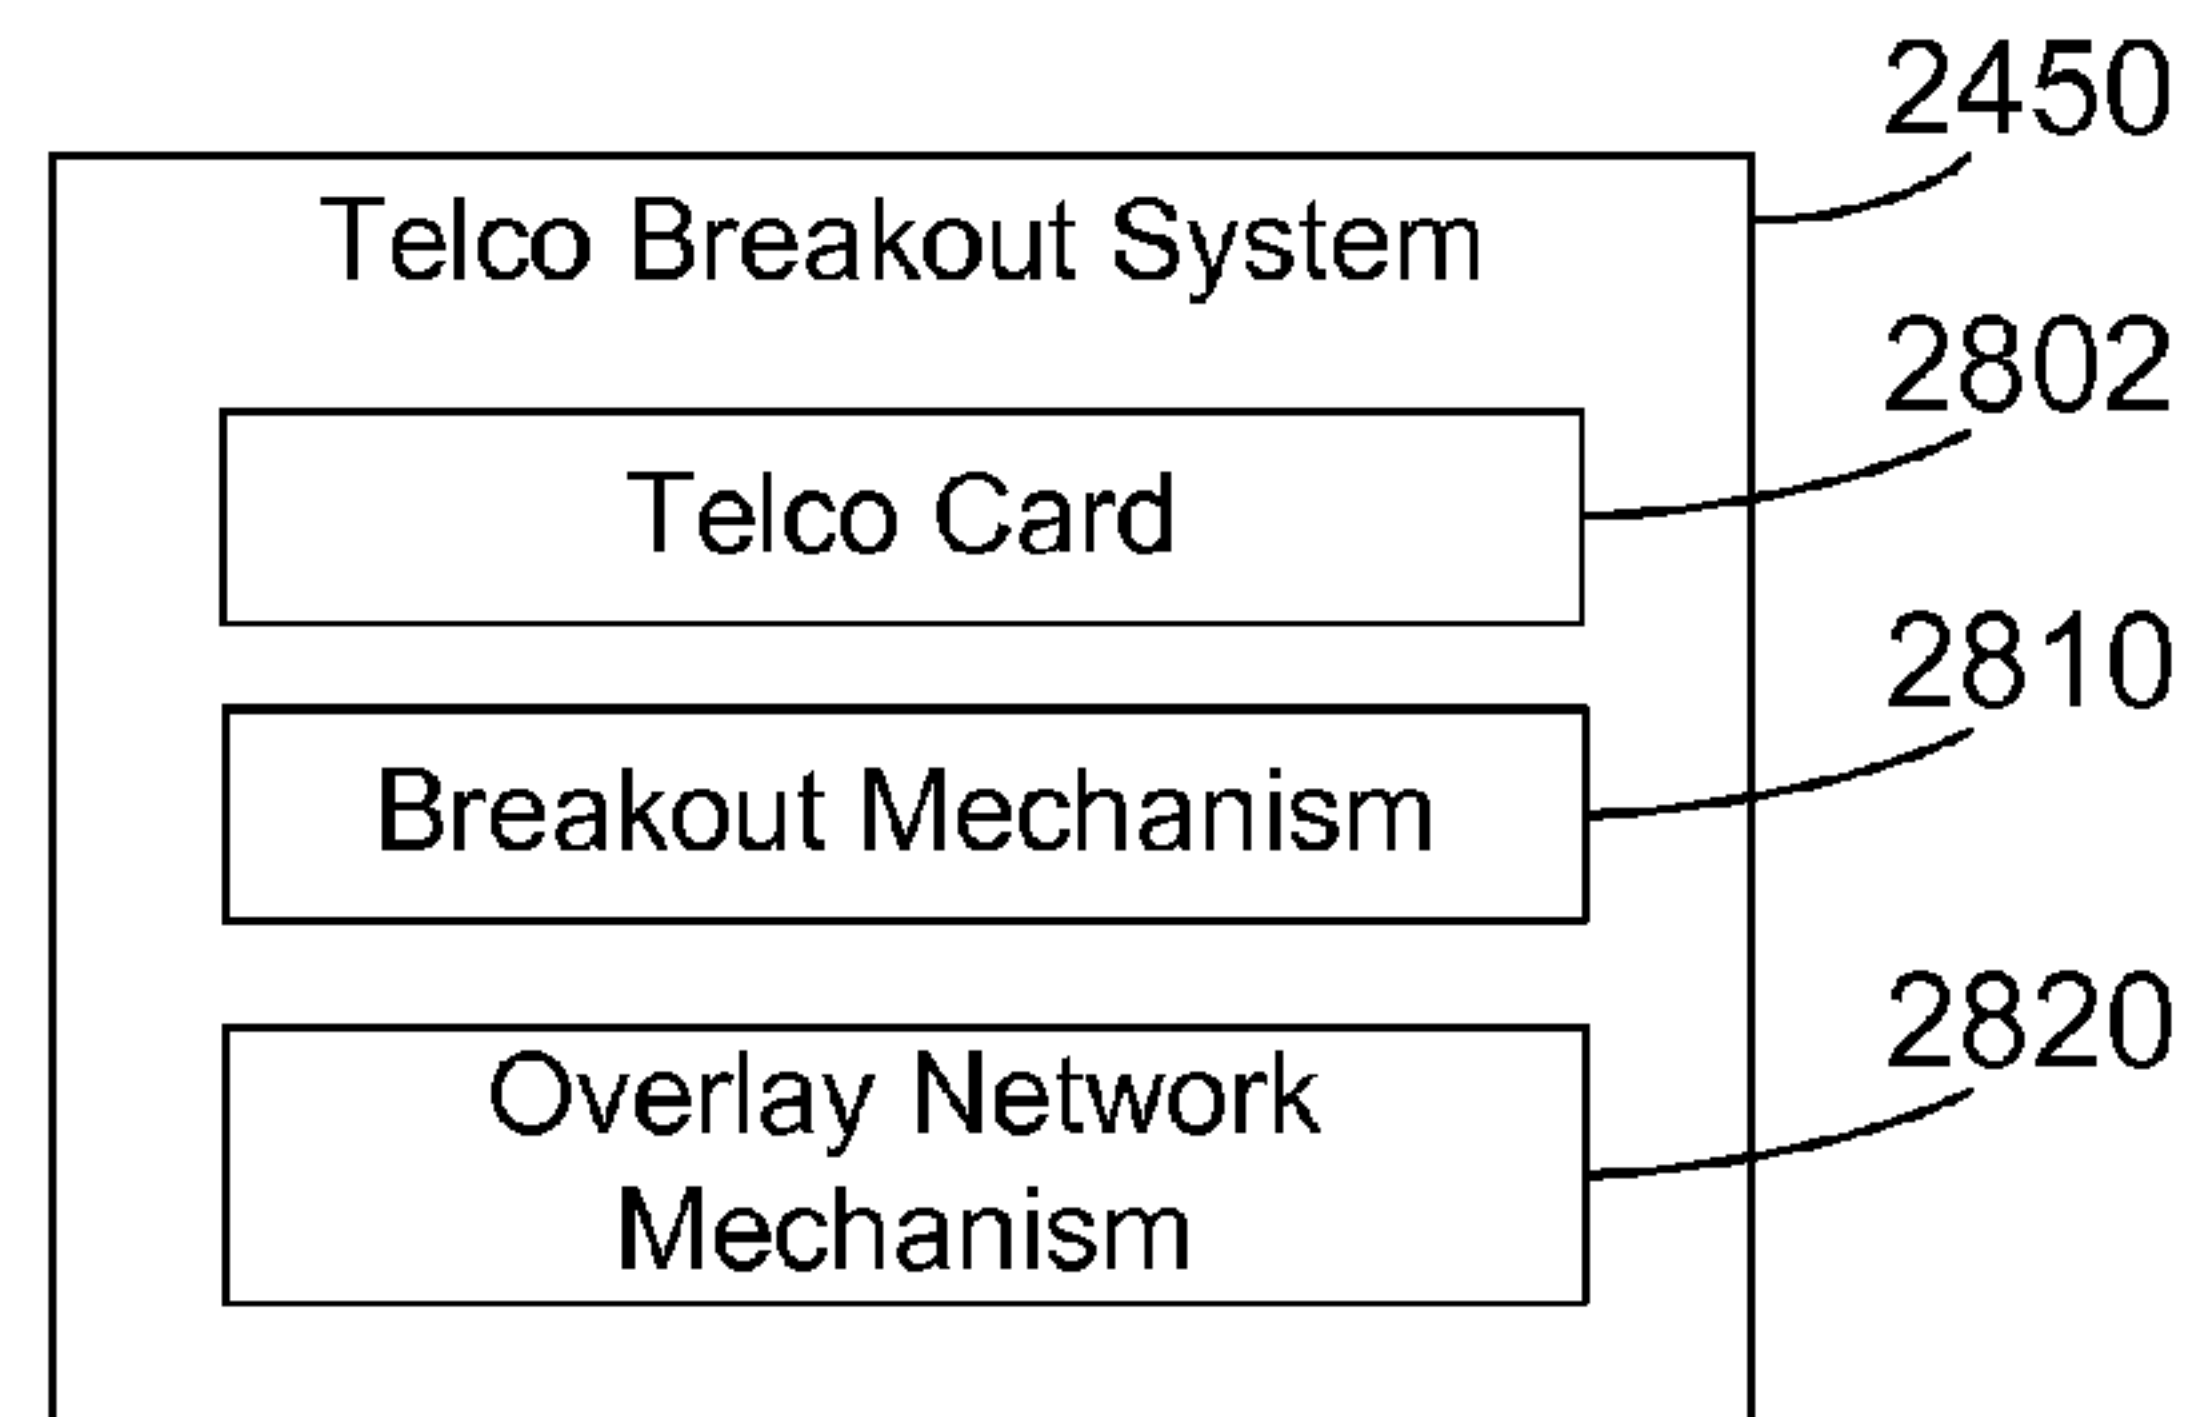 2450
Telco Breakout System
2802
Telco Card
2810
Breakout Mechanism
2820
Overlay Network
Mechanism